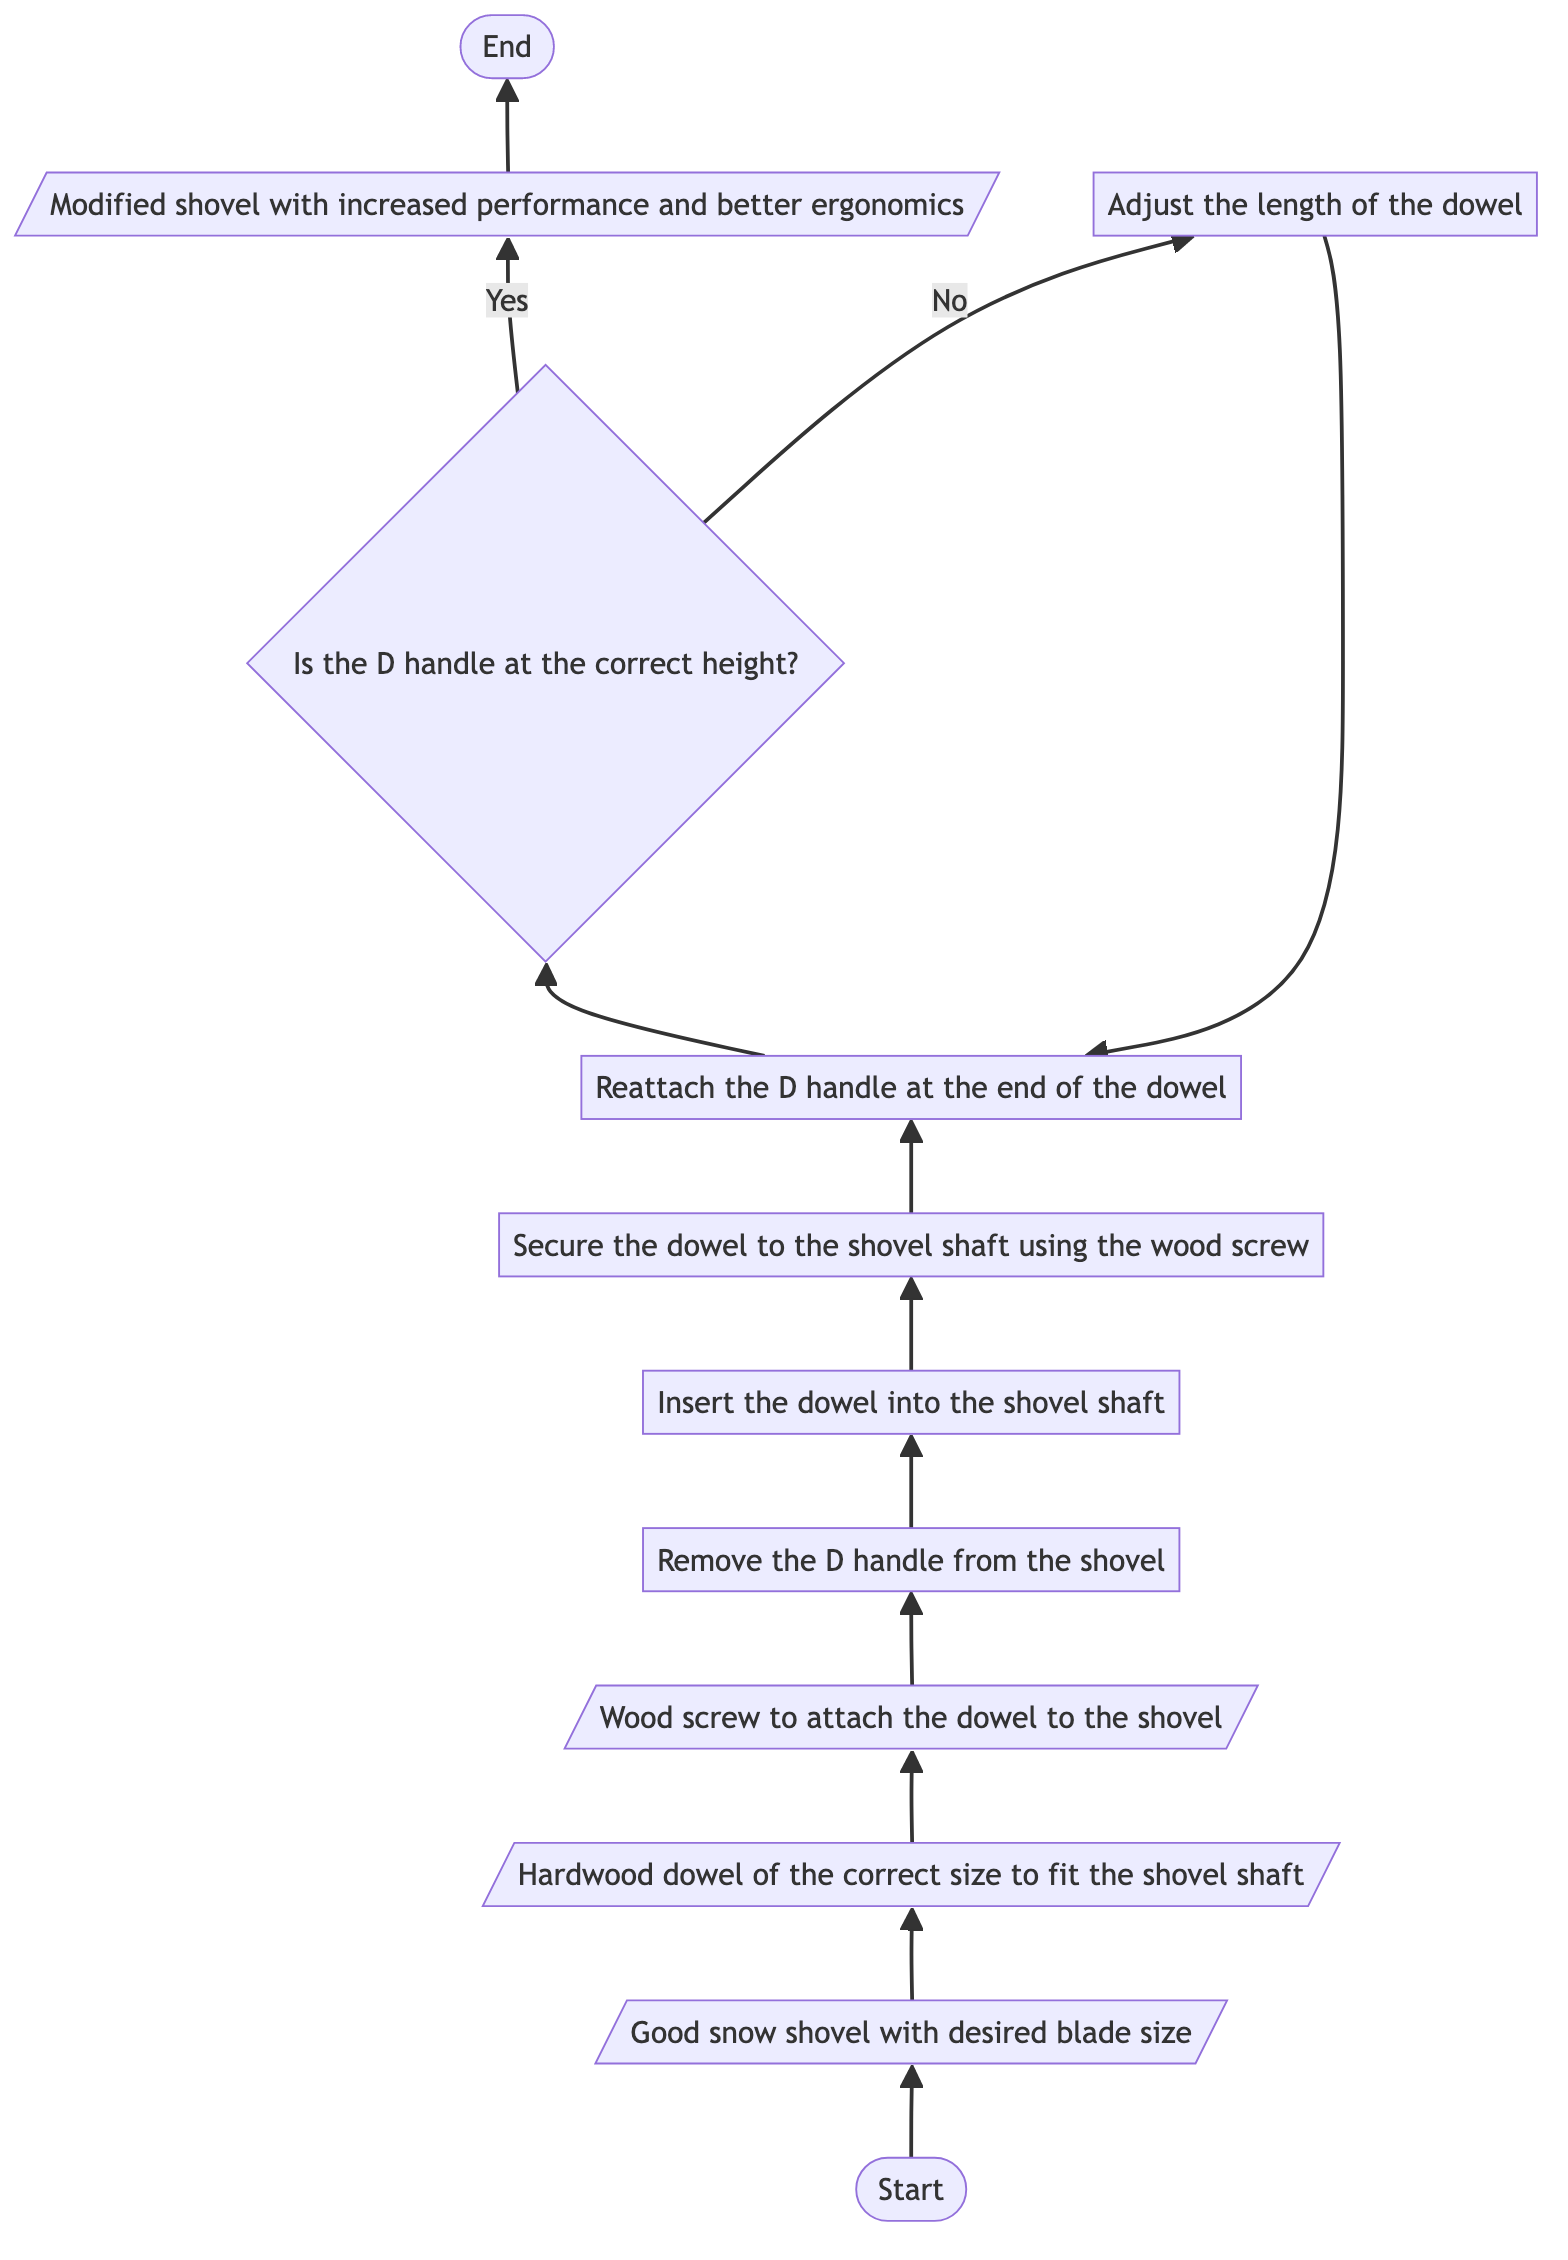 End
Modified shovel with increased performance and better ergonomics
Adjust the length of the dowel
Yes
No
Is the D handle at the correct height?
Reattach the D handle at the end of the dowel
Secure the dowel to the shovel shaft using the wood screw
Insert the dowel into the shovel shaft
Remove the D handle from the shovel
Wood screw to attach the dowel to the shovel
Hardwood dowel of the correct size to fit the shovel shaft
Good snow shovel with desired blade size
Start